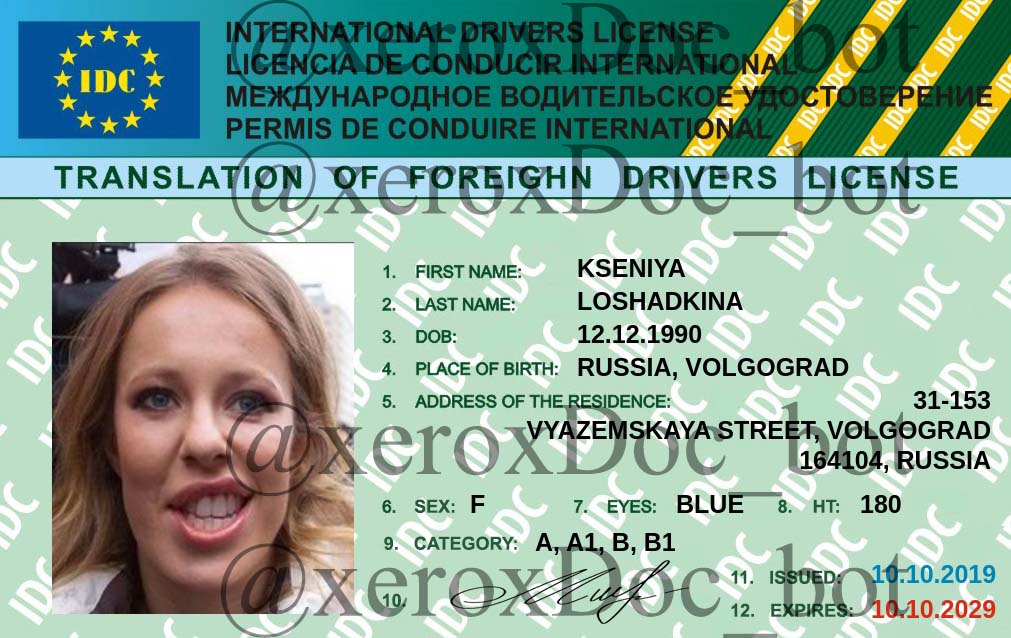 INTERNATIONAL DRIVERS LICENSE
LICENCIA DE CONDUCIR INTERNATIONAL
МЕЖДУНАРОДНОЕ ВОДИТЕЛЬСКОЕ УДОСТОВЕРЕНИЕ
PERMIS DE CONDUIRE INTERNATIONAL
IDC
@xeroxDoc_bot
TRANSLATION OF FOREIGHN DRIVERS LICENSE
@xeroxDoc_bot
1. FIRST NAME: KSENIYA
2. LAST NAME: LOSHADKINA
3. DOB: 12.12.1990
4. PLACE OF BIRTH: RUSSIA, VOLGOGRAD
5. ADDRESS OF THE RESIDENCE: 31-153
VYAZEMSKAYA STREET, VOLGOGRAD
164104, RUSSIA
@xeroxDoc_bot
6. SEX: F 7. EYES: BLUE 8. HT: 180
9. CATEGORY: A, A1, B, B1
10.
11. ISSUED: 10.10.2019
12. EXPIRES: 10.10.2029
@xeroxDoc_bot